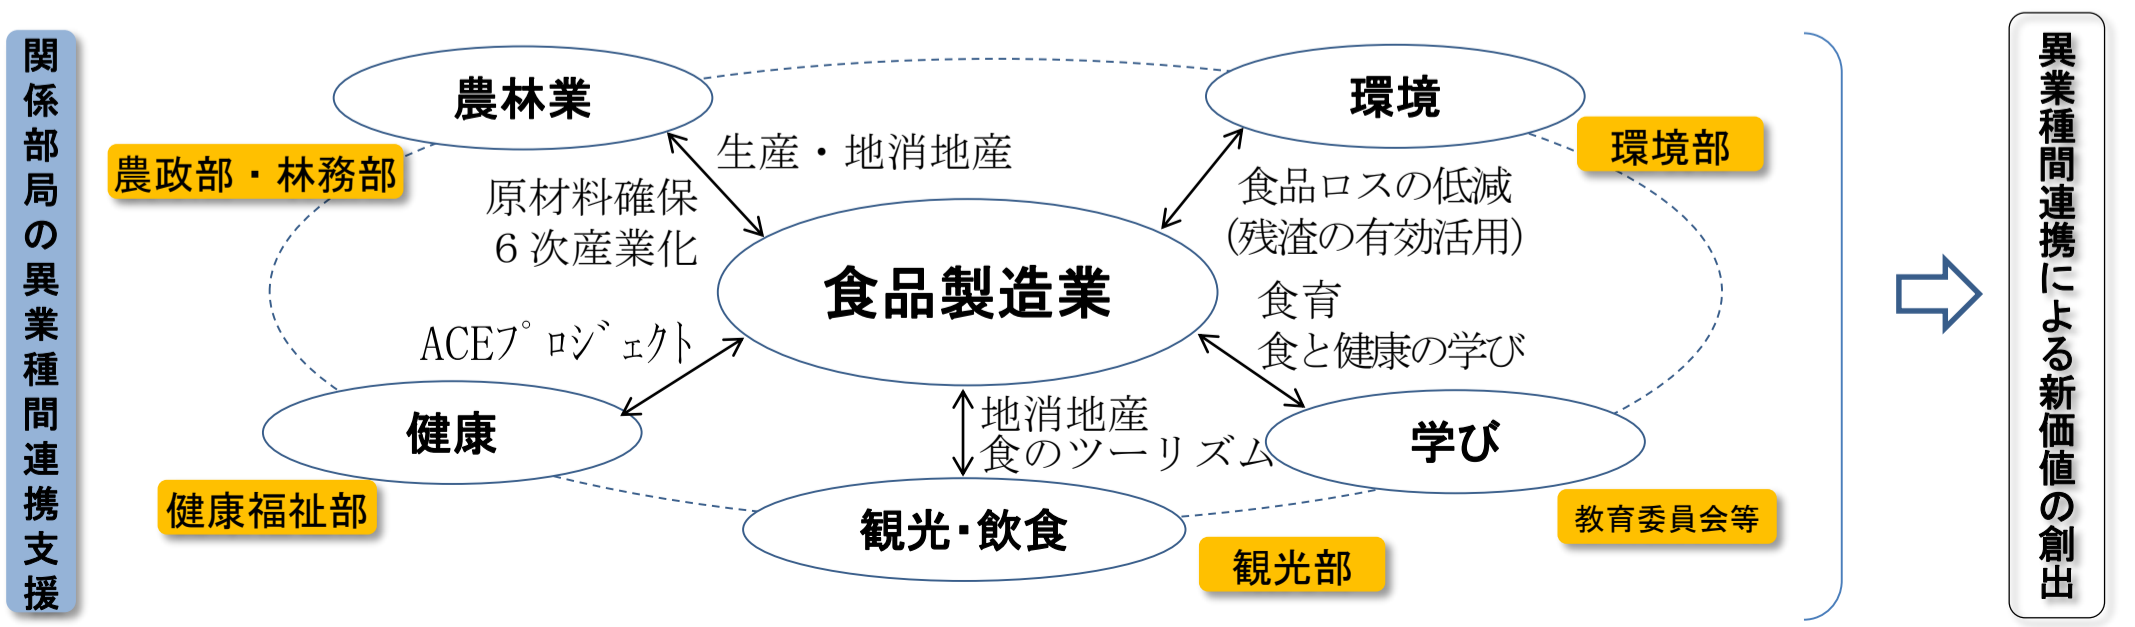 関係部局の異業種間連携支援
農林業
農政部・林務部
生産・地消地産
原材料確保
６次産業化
環境
環境部
食品ロスの低減
(残渣の有効活用)
食品製造業
食育
食と健康の学び
ACEﾌﾟﾛｼﾞｪｸﾄ
健康
健康福祉部
地消地産
食のツーリズム
学び
教育委員会等
観光・飲食
観光部
異業種間連携による新価値の創出